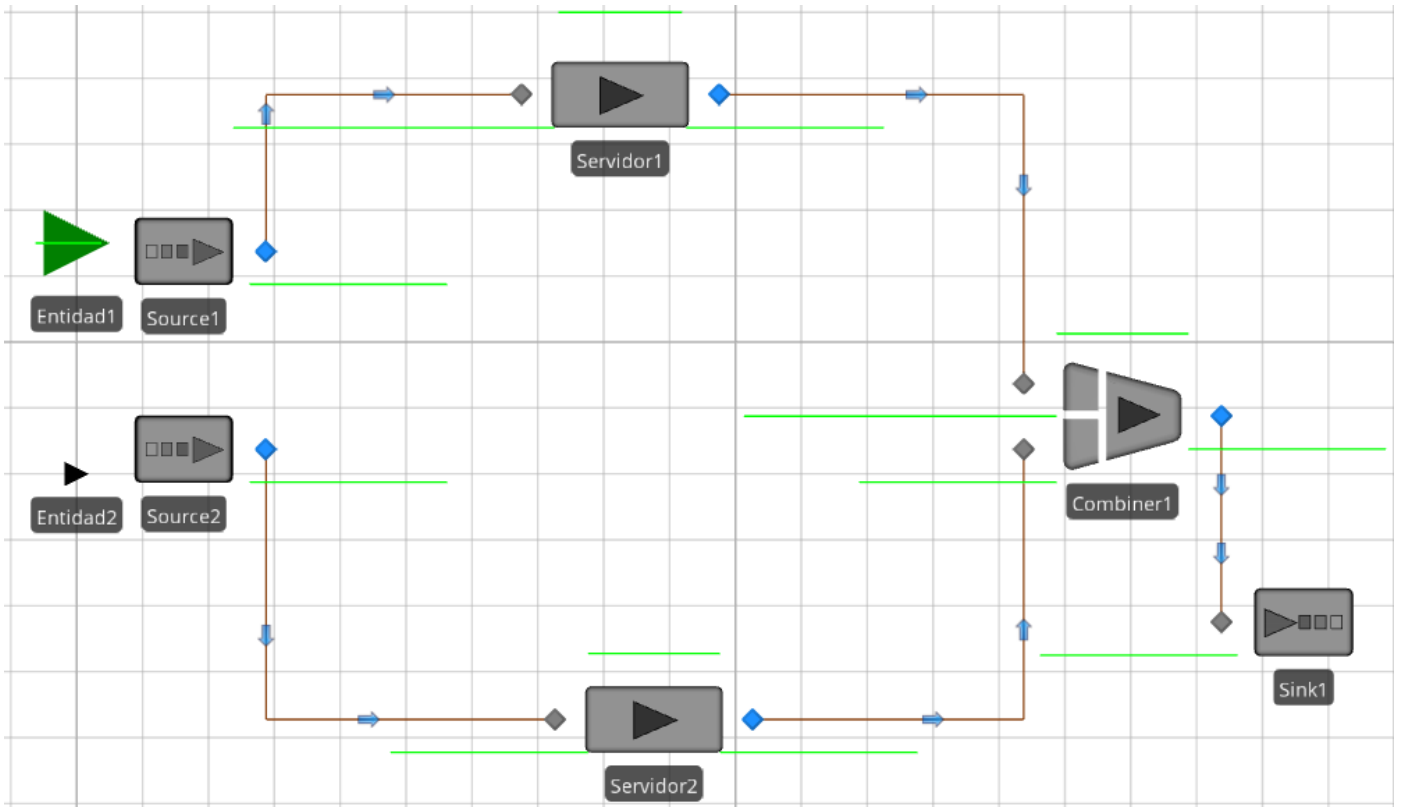 Servidor1
Entidad1
Source1
Entidad2
Source2
Combiner1
Sink1
Servidor2